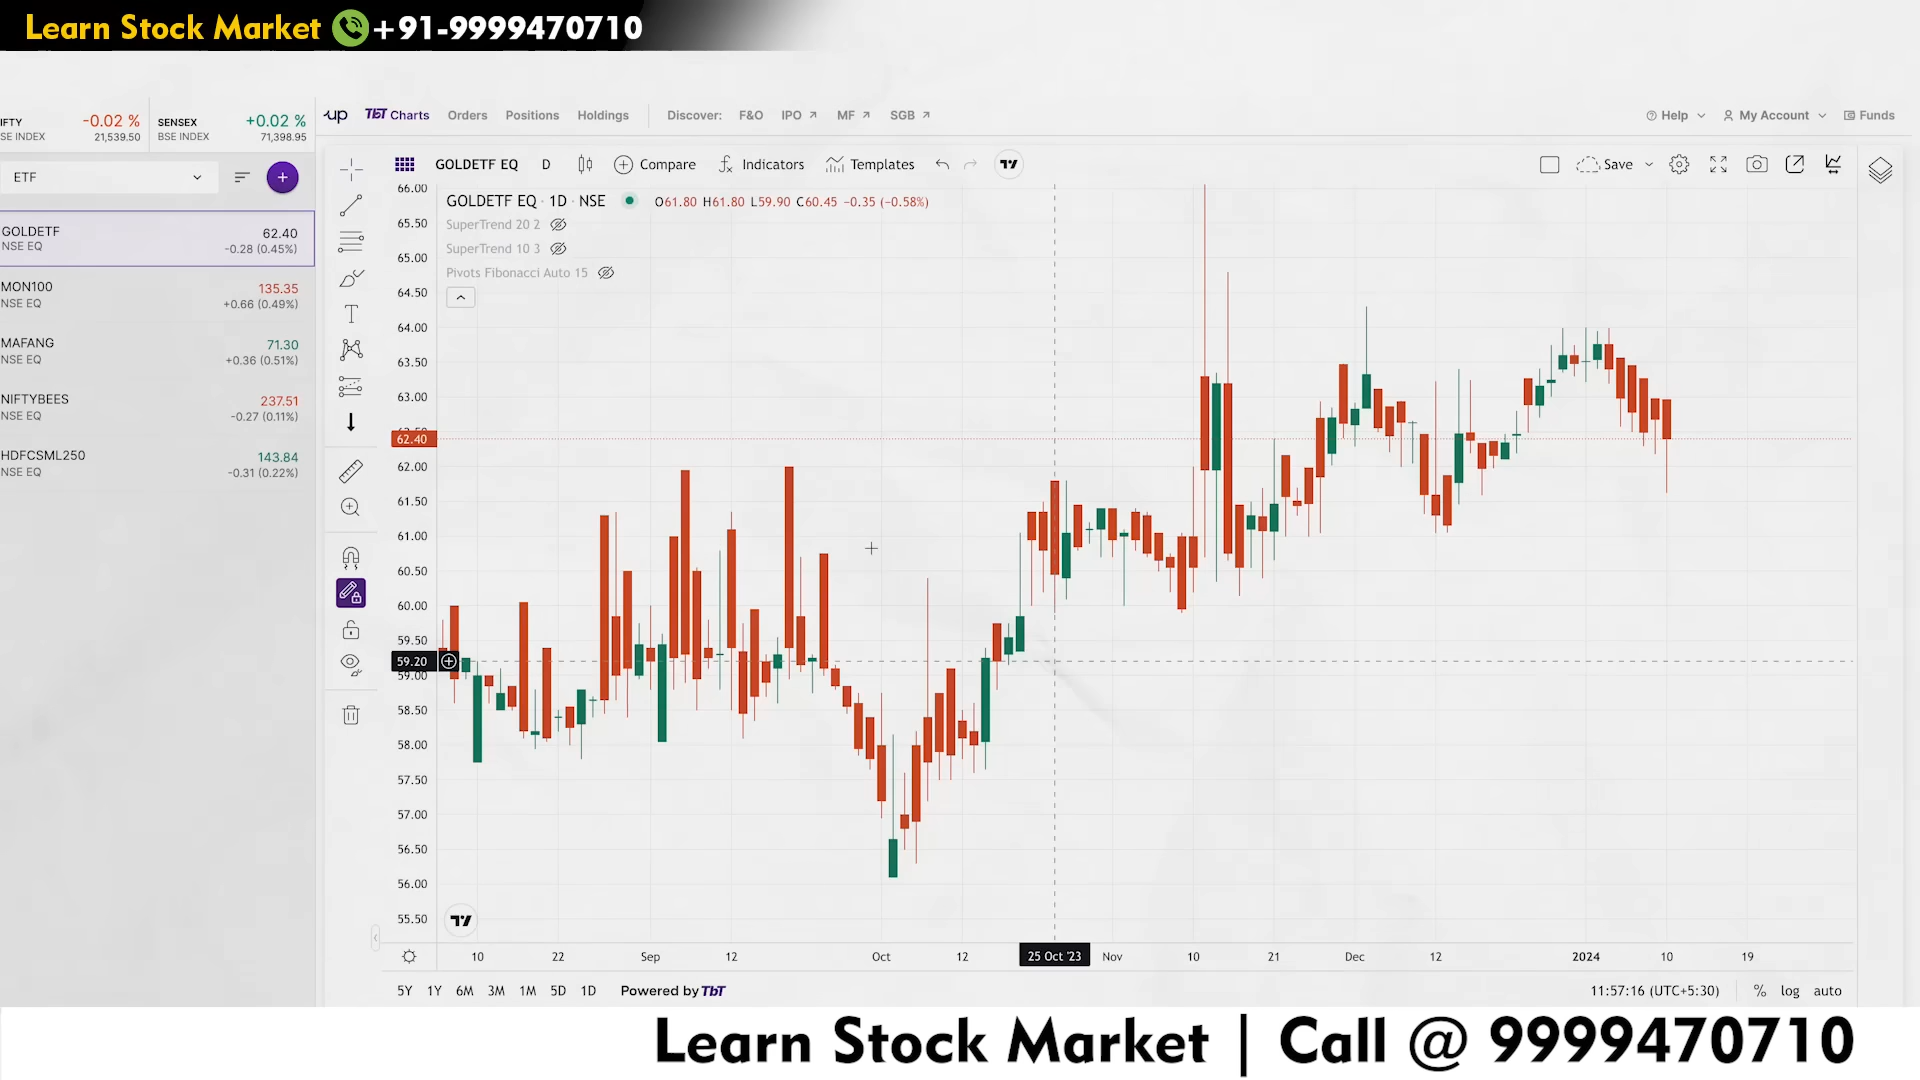 Learn Stock Market +91-9999470710
IFTY -0.02 %
SE INDEX 21,539.50
SENSEX +0.02 %
BSE INDEX 71,398.95
up TbT Charts Orders Positions Holdings Discover: F&O IPO MF SGB Help My Account Funds
ETF
GOLDETF EQ D Compare Indicators Templates Save
GOLDETF 62.40
NSE EQ -0.28 (0.45%)
MON100 135.35
NSE EQ +0.66 (0.49%)
MAFANG 71.30
NSE EQ +0.36 (0.51%)
NIFTYBEES 237.51
NSE EQ -0.27 (0.11%)
HDFCSML250 143.84
NSE EQ -0.31 (0.22%)
GOLDETF EQ · 1D · NSE O61.80 H61.80 L59.90 C60.45 −0.35 (−0.58%)
SuperTrend 20 2
SuperTrend 10 3
Pivots Fibonacci Auto 15
66.00
65.50
65.00
64.50
64.00
63.50
63.00
62.40
62.00
61.50
61.00
60.50
60.00
59.50
59.20
59.00
58.50
58.00
57.50
57.00
56.50
56.00
55.50
10 22 Sep 12 Oct 12 25 Oct '23 Nov 10 21 Dec 12 2024 10 19
5Y 1Y 6M 3M 1M 5D 1D Powered by TbT 11:57:16 (UTC+5:30) % log auto
Learn Stock Market | Call @ 9999470710